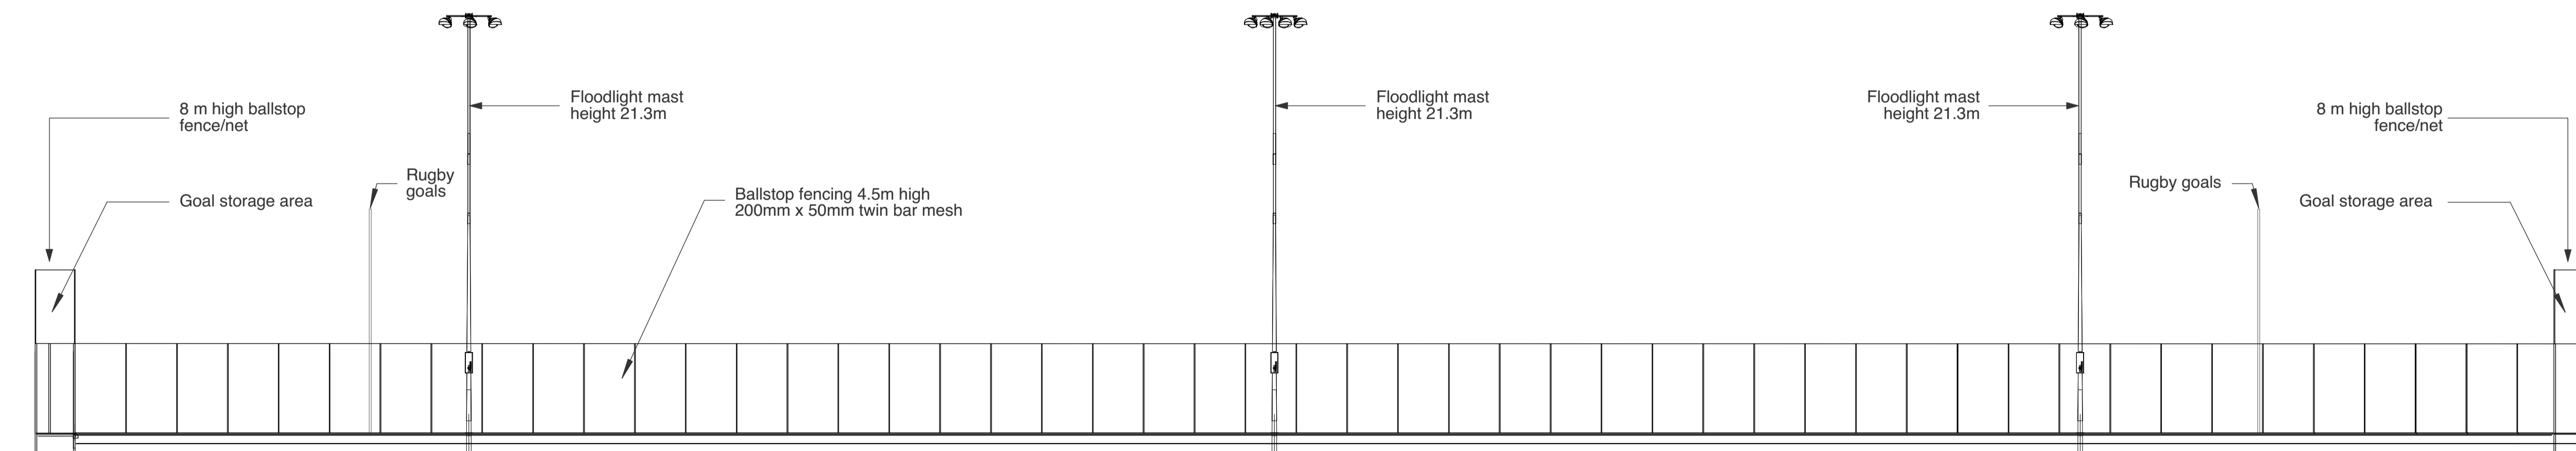 8 m high ballstop
fence/net
Goal storage area
Rugby
goals
Floodlight mast
height 21.3m
Ballstop fencing 4.5m high
200mm x 50mm twin bar mesh
Floodlight mast
height 21.3m
Floodlight mast
height 21.3m
Rugby goals
8 m high ballstop
fence/net
Goal storage area